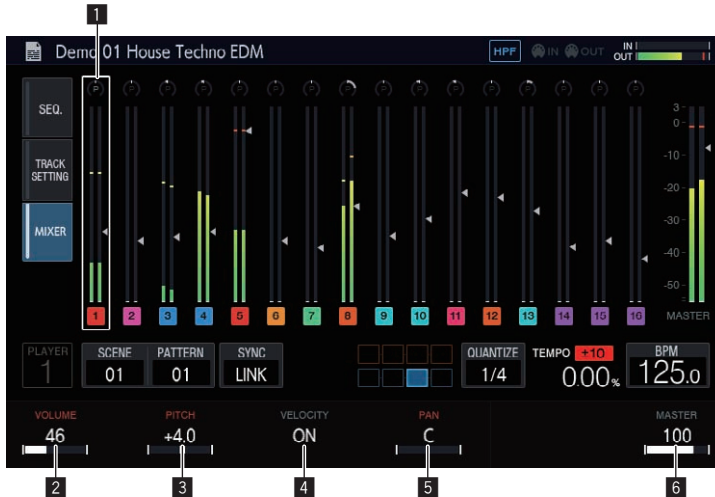 1
Demo 01 House Techno EDM HPF IN OUT IN
OUT
P P P P P P P P P P P P P P P P
SEQ.
TRACK
SETTING
MIXER
3
0
-10
-20
-30
-40
-50
1 2 3 4 5 6 7 8 9 10 11 12 13 14 15 16 MASTER
PLAYER
1
SCENE
01
PATTERN
01
SYNC
LINK
QUANTIZE
1/4
TEMPO ±10
0.00%
BPM
125.0
VOLUME
46
PITCH
+4.0
VELOCITY
ON
PAN
C
MASTER
100
2 3 4 5 6